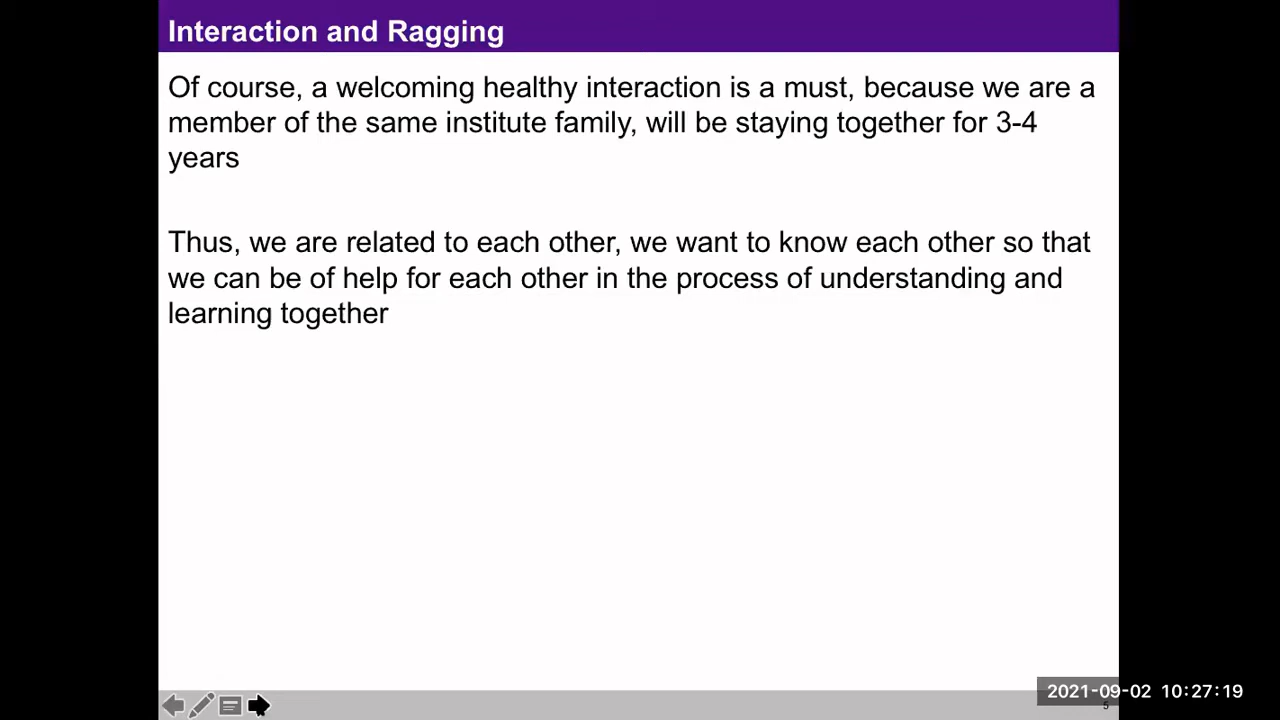 Interaction and Ragging
Of course, a welcoming healthy interaction is a must, because we are a
member of the same institute family, will be staying together for 3-4
years
Thus, we are related to each other, we want to know each other so that
we can be of help for each other in the process of understanding and
learning together
2021-09-02 10:27:19
5